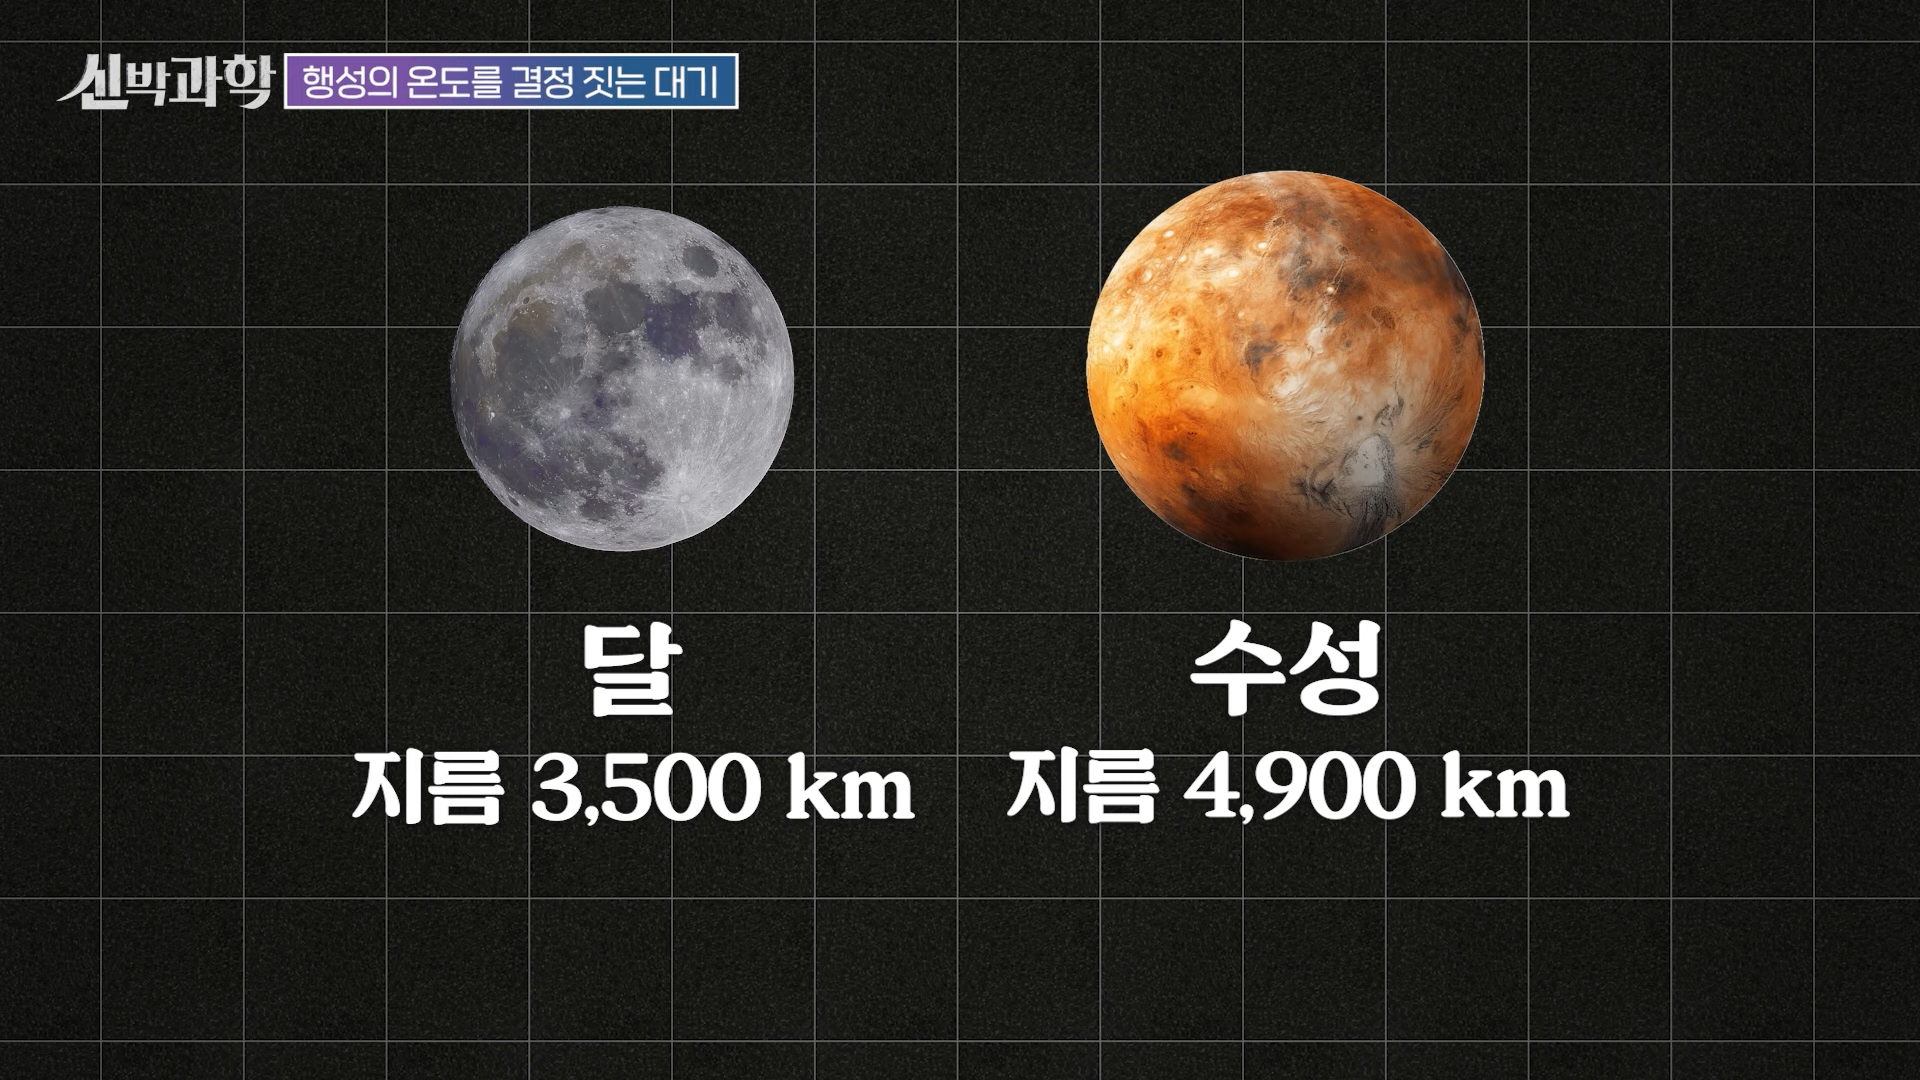 신박과학 행성의 온도를 결정 짓는 대기
달
지름 3,500 km
수성
지름 4,900 km